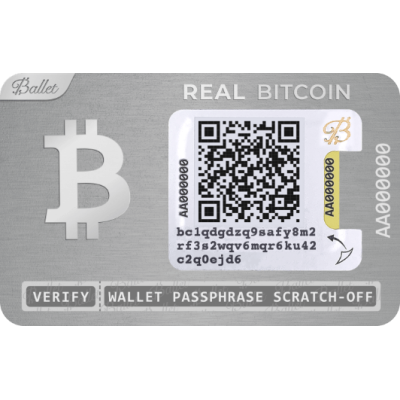 Ballet
REAL BITCOIN
AA000000
AA000000
AA000000
bc1qdgdzq9safy8m2
rf3s2wqv6mqr6ku42
c2q0ejd6
VERIFY
WALLET PASSPHRASE SCRATCH-OFF